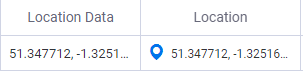 Location Data
Location
51.347712, -1.3251...
51.347712, -1.32516...